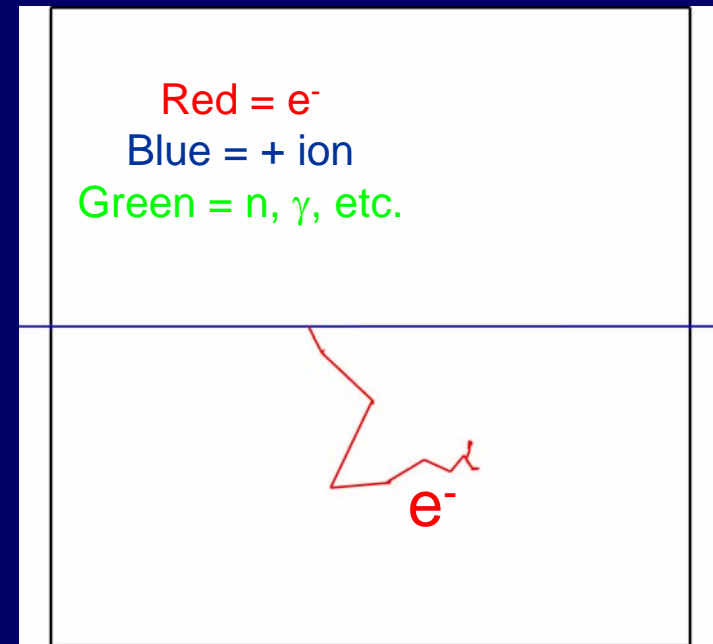 Red = e⁻
Blue = + ion
Green = n, γ, etc.
e⁻